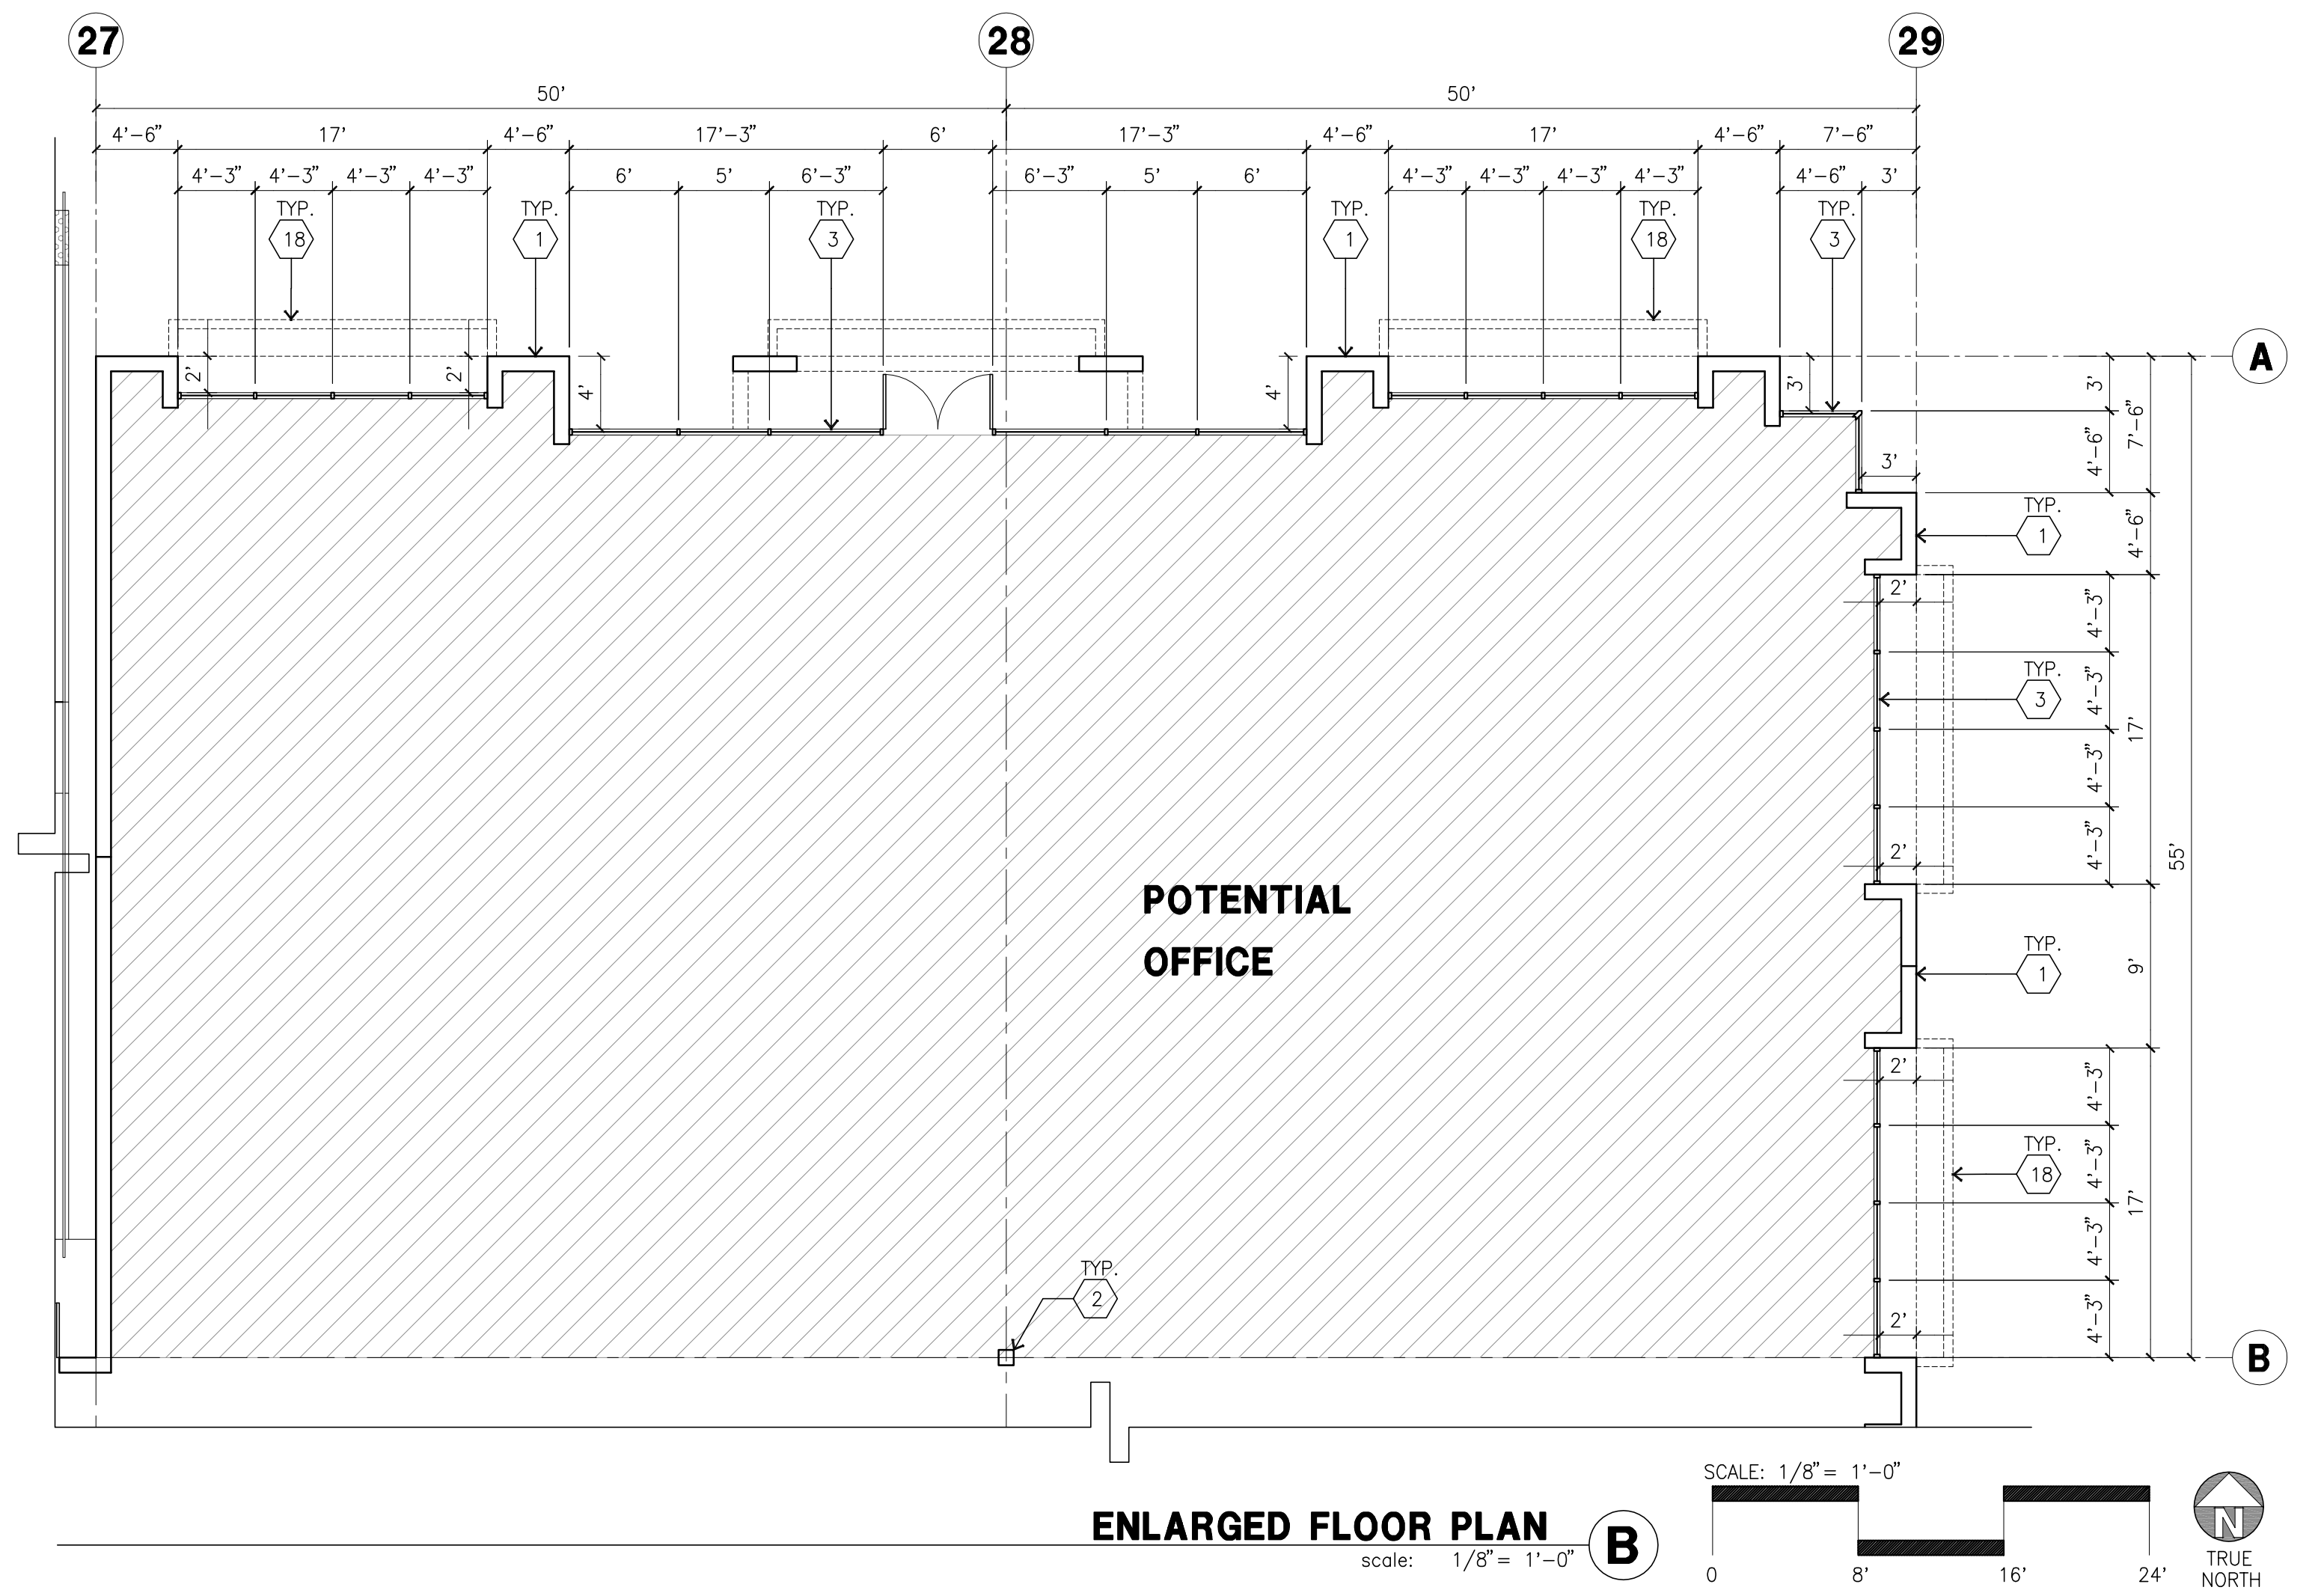 27 28 29
50' 50'
4'-6" 17' 4'-6" 17'-3" 6' 17'-3" 4'-6" 17' 4'-6" 7'-6"
4'-3" 4'-3" 4'-3" 4'-3" 6' 5' 6'-3" 6'-3" 5' 6' 4'-3" 4'-3" 4'-3" 4'-3" 4'-6" 3'
TYP. TYP. TYP. TYP. TYP. TYP.
18 1 3 1 18 3
A
2' 2' 4' 4' 3' 3'
7'-6"
4'-6"
3'
TYP.
1
4'-6"
2'
4'-3"
TYP.
3
4'-3"
17'
4'-3"
2'
4'-3"
55'
POTENTIAL
OFFICE
TYP.
1
9'
2'
4'-3"
TYP.
18
4'-3"
17'
4'-3"
TYP.
2
2'
4'-3"
B
SCALE: 1/8"= 1'-0"
ENLARGED FLOOR PLAN
B
scale: 1/8"= 1'-0"
0 8' 16' 24'
N
TRUE
NORTH